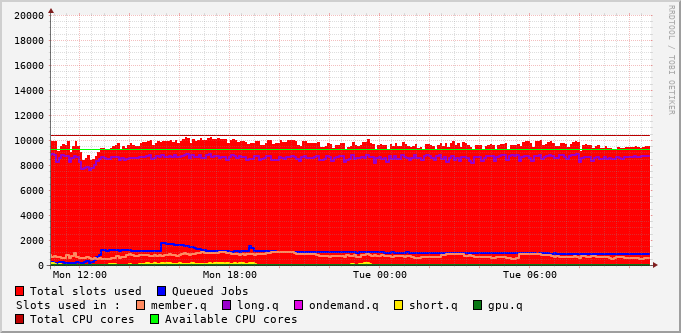 20000
18000
16000
14000
12000
10000
8000
6000
4000
2000
0
Mon 12:00 Mon 18:00 Tue 00:00 Tue 06:00
Total slots used Queued Jobs
Slots used in : member.q long.q ondemand.q short.q gpu.q
Total CPU cores Available CPU cores
RRDTOOL / TOBI OETIKER